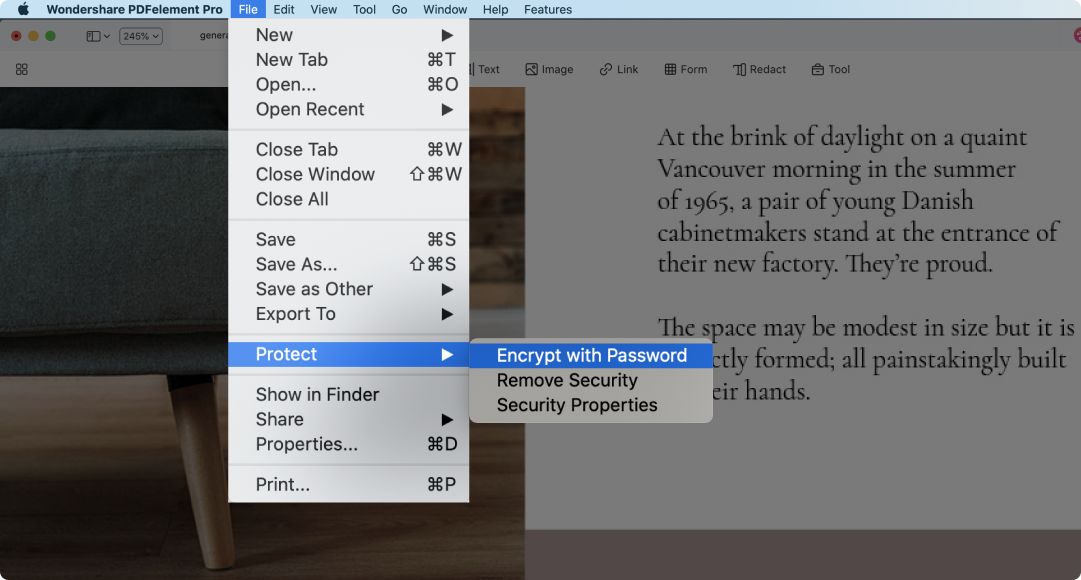 Wondershare PDFelement Pro File Edit View Tool Go Window Help Features
245%
Text Image Link Form Redact Tool
New
New Tab ⌘T
Open... ⌘O
Open Recent
Close Tab ⌘W
Close Window ⇧⌘W
Close All
Save ⌘S
Save As... ⇧⌘S
Save as Other
Export To
Protect
Show in Finder
Share
Properties... ⌘D
Print... ⌘P
Encrypt with Password
Remove Security
Security Properties
At the brink of daylight on a quaint
Vancouver morning in the summer
of 1965, a pair of young Danish
cabinetmakers stand at the entrance of
their new factory. They’re proud.
The space may be modest in size but it is
formed; all painstakingly built
hands.